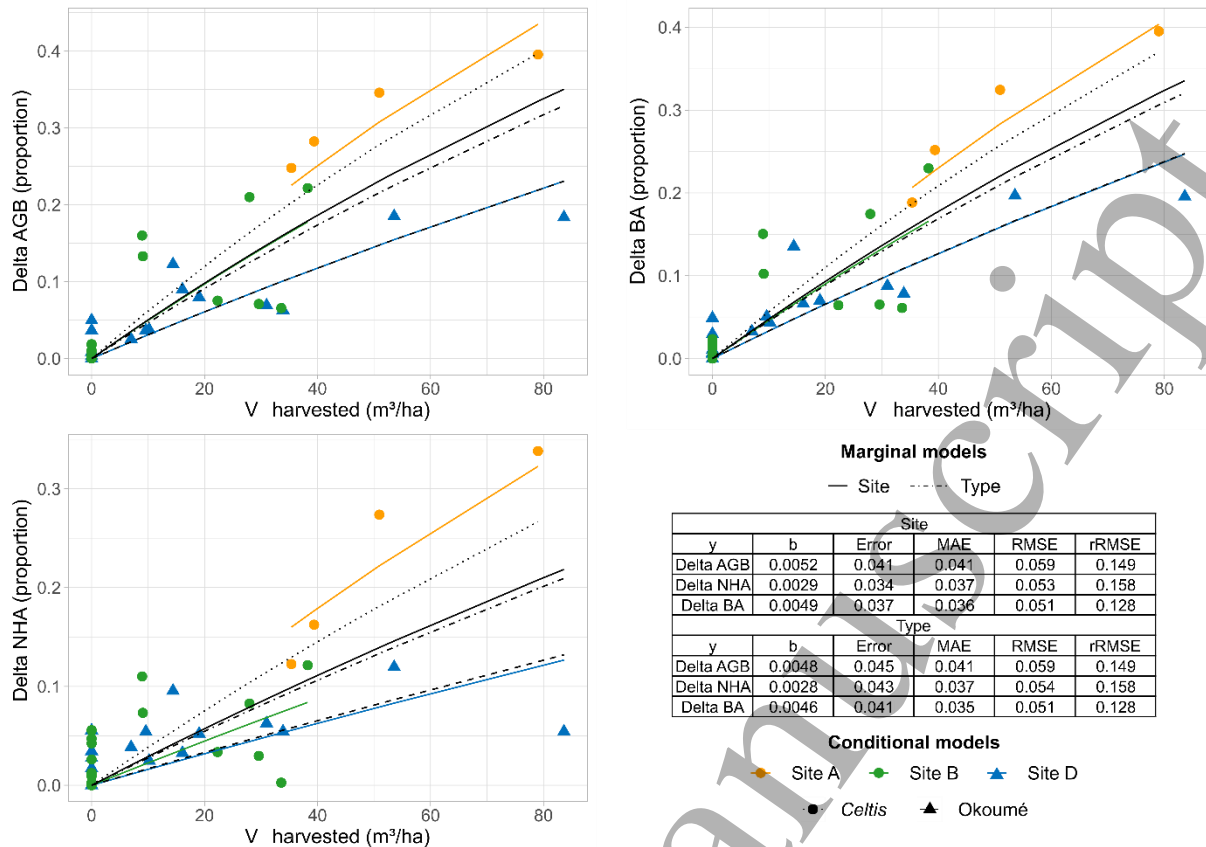 Delta AGB (proportion)
0.4
0.3
0.2
0.1
0.0
0 20 40 60 80
V harvested (m³/ha)
Delta BA (proportion)
0.4
0.3
0.2
0.1
0.0
0 20 40 60 80
V harvested (m³/ha)
Delta NHA (proportion)
0.3
0.2
0.1
0.0
0 20 40 60 80
V harvested (m³/ha)
Marginal models
Site Type
Site
y b Error MAE RMSE rRMSE
Delta AGB 0.0052 0.041 0.041 0.059 0.149
Delta NHA 0.0029 0.034 0.037 0.053 0.158
Delta BA 0.0049 0.037 0.036 0.051 0.128
Type
y b Error MAE RMSE rRMSE
Delta AGB 0.0048 0.045 0.041 0.059 0.149
Delta NHA 0.0028 0.043 0.037 0.054 0.158
Delta BA 0.0046 0.041 0.035 0.051 0.128
Conditional models
Site A Site B Site D
Celtis Okoumé
anuscript